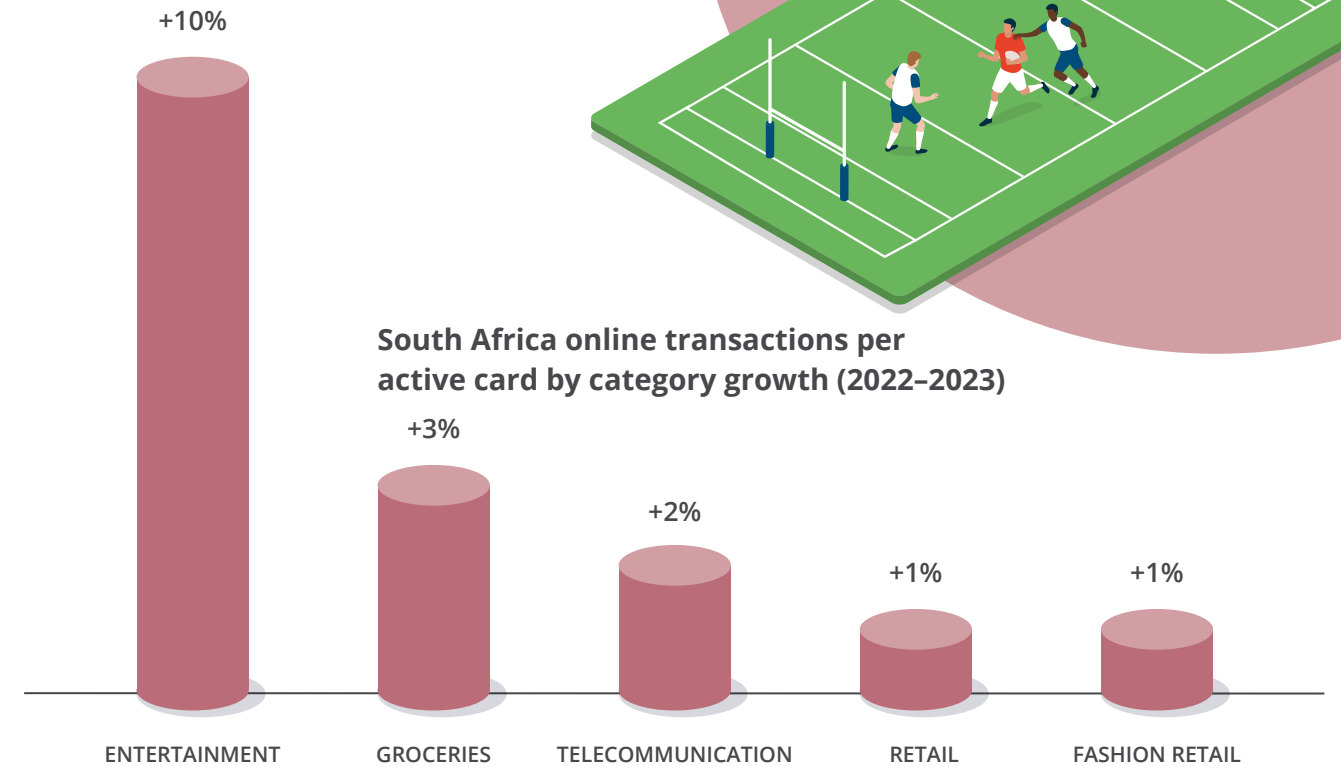 +10%
South Africa online transactions per
active card by category growth (2022–2023)
+3%
+2%
+1%
+1%
ENTERTAINMENT
GROCERIES
TELECOMMUNICATION
RETAIL
FASHION RETAIL